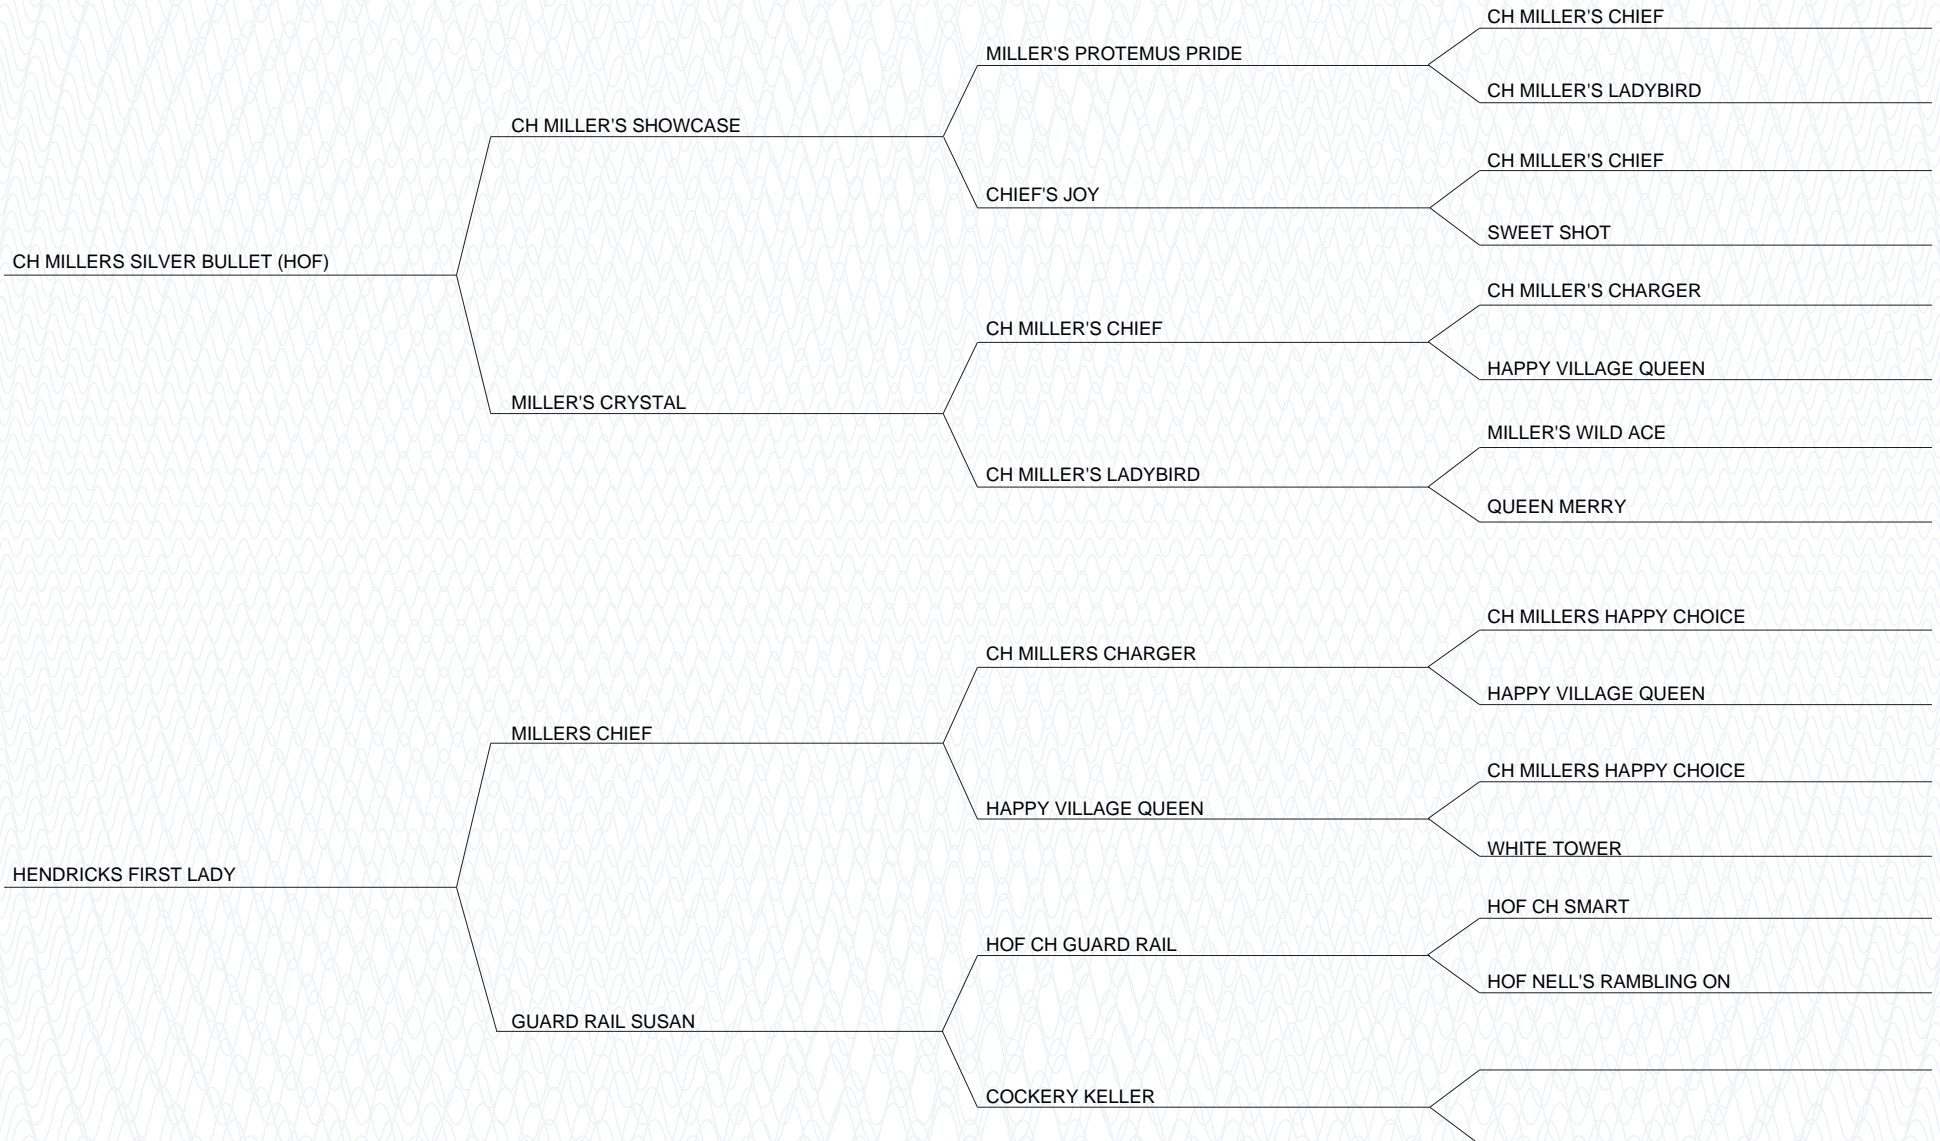 CH MILLER'S CHIEF
MILLER'S PROTEMUS PRIDE
CH MILLER'S LADYBIRD
CH MILLER'S SHOWCASE
CH MILLER'S CHIEF
CHIEF'S JOY
SWEET SHOT
CH MILLERS SILVER BULLET (HOF)
CH MILLER'S CHARGER
CH MILLER'S CHIEF
HAPPY VILLAGE QUEEN
MILLER'S CRYSTAL
MILLER'S WILD ACE
CH MILLER'S LADYBIRD
QUEEN MERRY
CH MILLERS HAPPY CHOICE
CH MILLERS CHARGER
HAPPY VILLAGE QUEEN
MILLERS CHIEF
CH MILLERS HAPPY CHOICE
HAPPY VILLAGE QUEEN
WHITE TOWER
HENDRICKS FIRST LADY
HOF CH SMART
HOF CH GUARD RAIL
HOF NELL'S RAMBLING ON
GUARD RAIL SUSAN
COCKERY KELLER